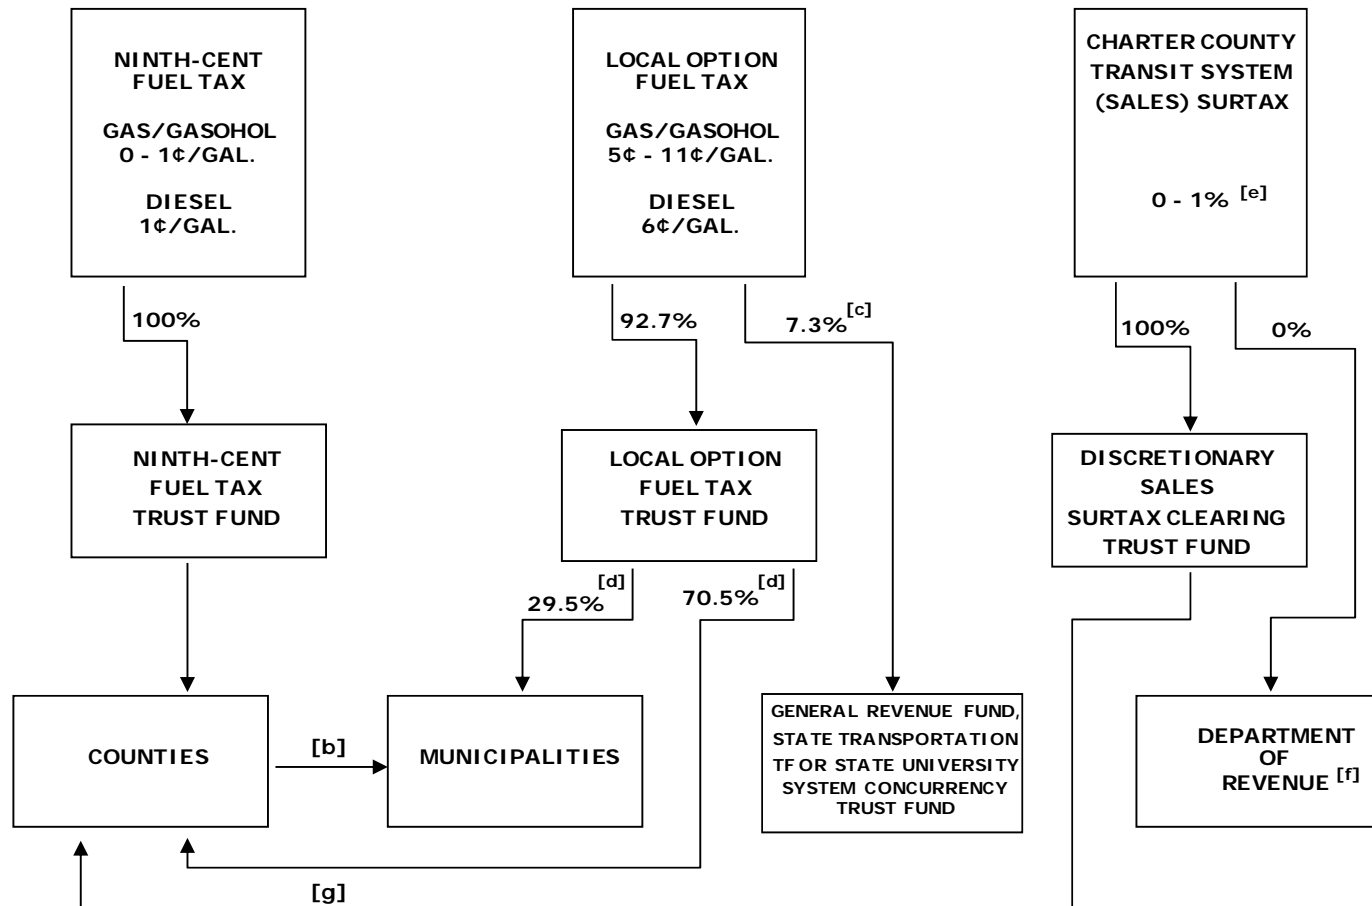 NINTH-CENT
FUEL TAX
GAS/GASOHOL
0 - 1¢/GAL.
DIESEL
1¢/GAL.
LOCAL OPTION
FUEL TAX
GAS/GASOHOL
5¢ - 11¢/GAL.
DIESEL
6¢/GAL.
CHARTER COUNTY
TRANSIT SYSTEM
(SALES) SURTAX
0 - 1% [e]
100%
92.7%
7.3% [c]
100%
0%
NINTH-CENT
FUEL TAX
TRUST FUND
LOCAL OPTION
FUEL TAX
TRUST FUND
DISCRETIONARY
SALES
SURTAX CLEARING
TRUST FUND
29.5% [d]
70.5% [d]
COUNTIES
[b]
MUNICIPALITIES
GENERAL REVENUE FUND,
STATE TRANSPORTATION
TF OR STATE UNIVERSITY
SYSTEM CONCURRENCY
TRUST FUND
DEPARTMENT
OF
REVENUE [f]
[g]